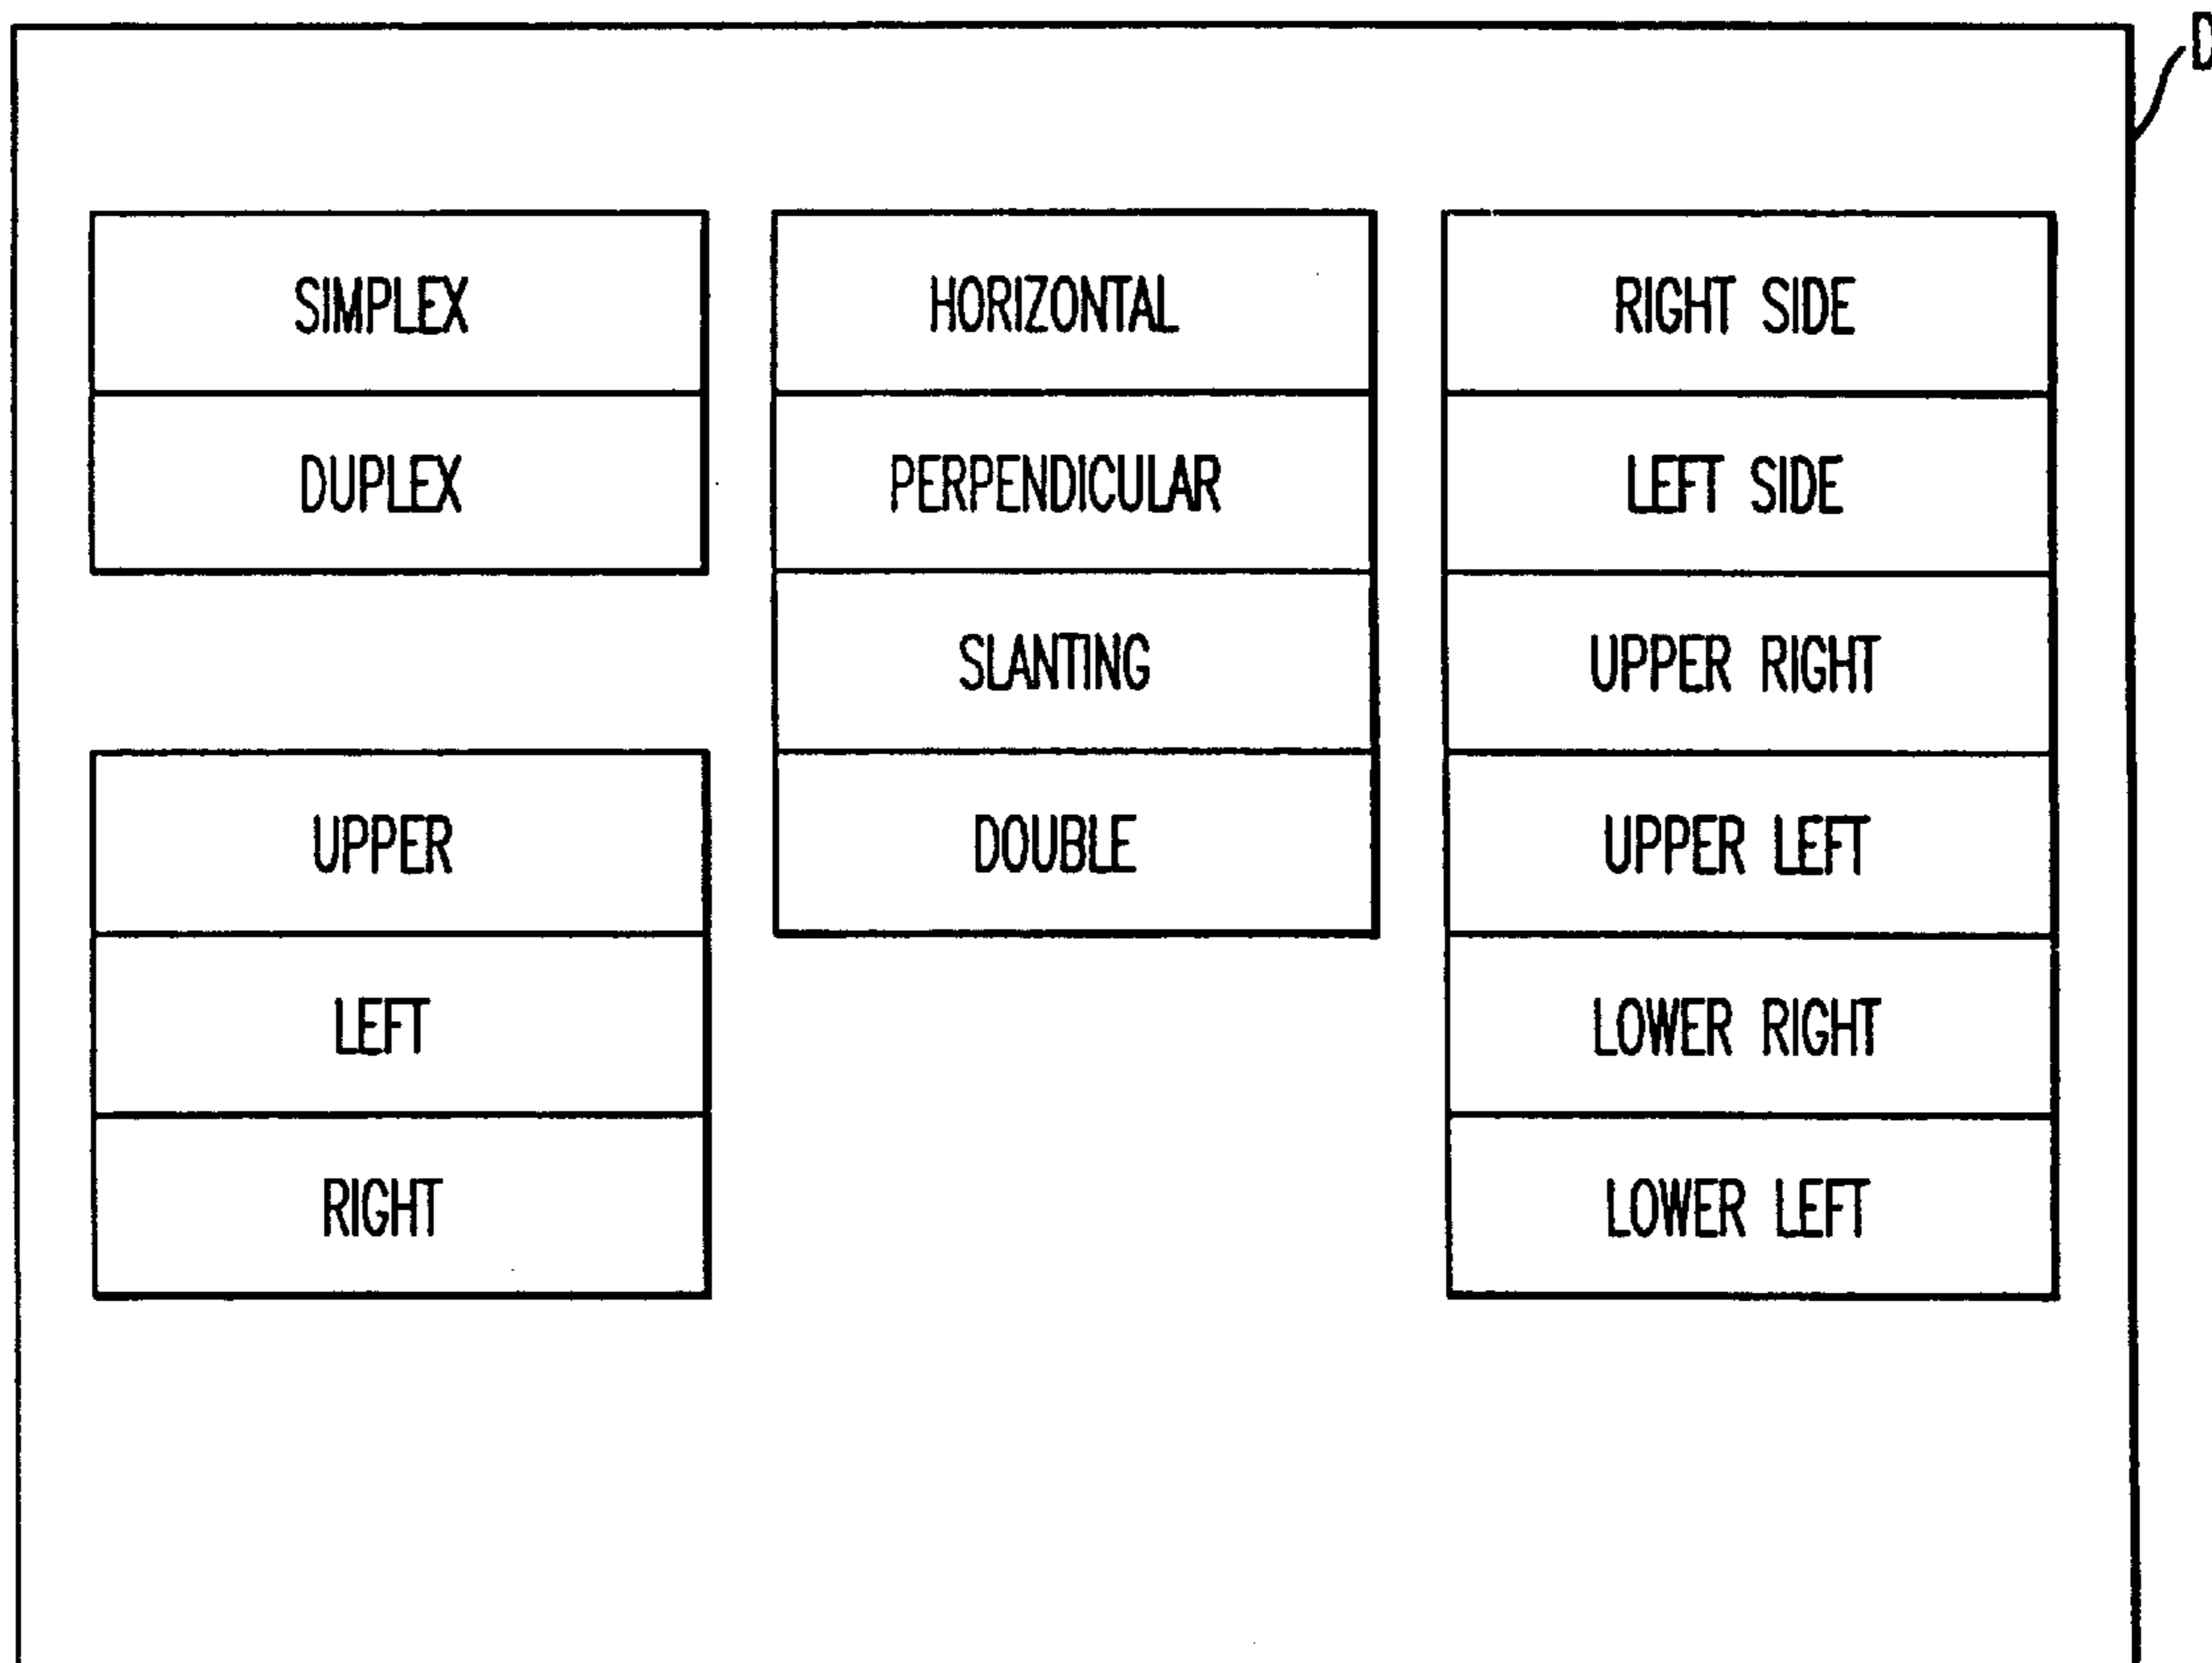 D
SIMPLEX
DUPLEX
UPPER
LEFT
RIGHT
HORIZONTAL
PERPENDICULAR
SLANTING
DOUBLE
RIGHT SIDE
LEFT SIDE
UPPER RIGHT
UPPER LEFT
LOWER RIGHT
LOWER LEFT